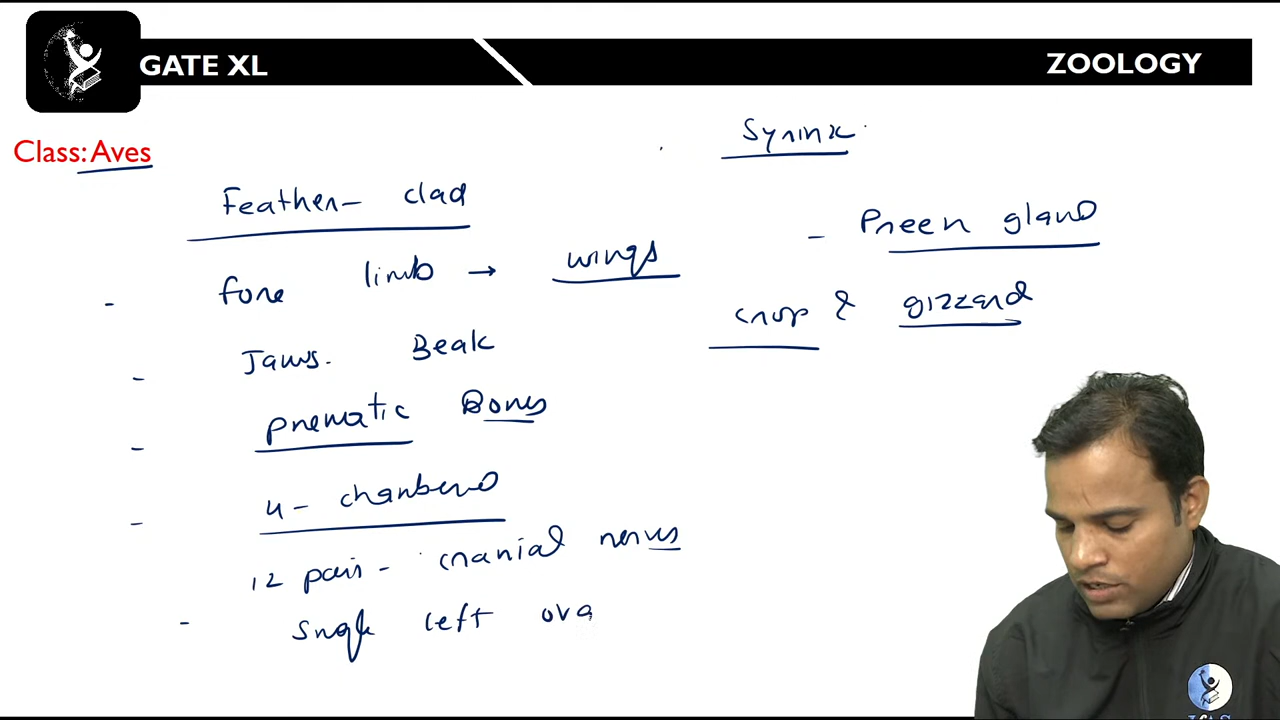 GATE XL
ZOOLOGY
Class: Aves
Feather- clad
- fore limb → wings
- Jaws. Beak
- pnematic Bones
- 4- chambered
12 pair - cranial nerves
- left ova
Syrinx
- Preen gland
crop & gizzard